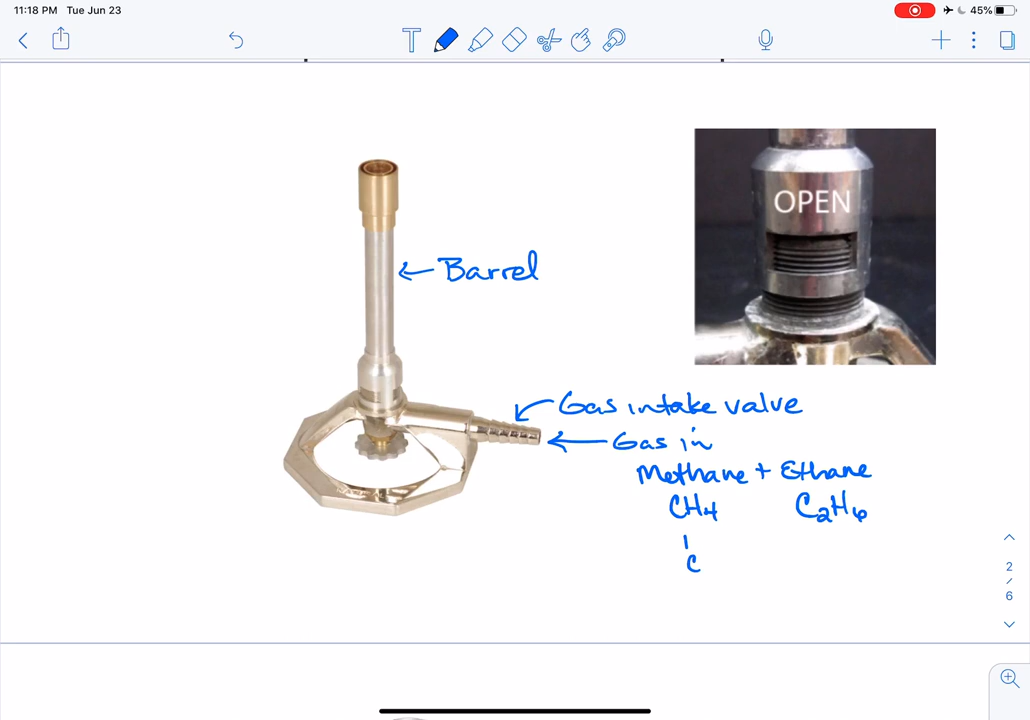 11:18 PM Tue Jun 23
45%
T
OPEN
Barrel
Gas intake valve
Gas in
Methane + Ethane
CH4 C2H6
C
2
/
6